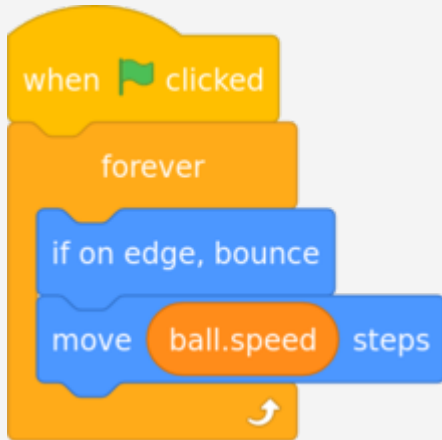 when clicked
forever
if on edge, bounce
move ball.speed steps